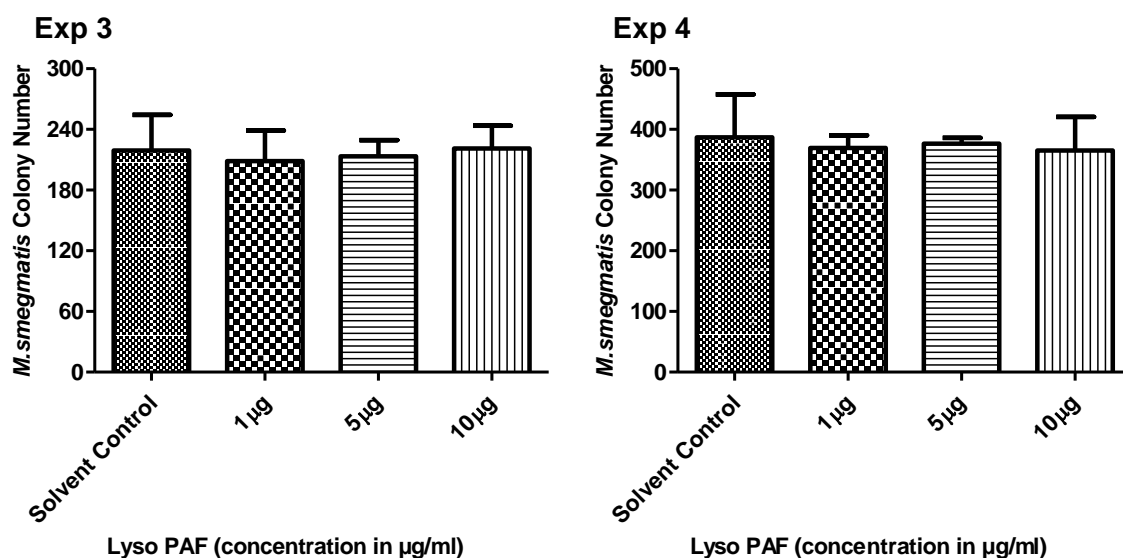 Exp 3
300
240
180
120
60
0
M.smegmatis Colony Number
Solvent Control
1µg
5µg
10µg
Lyso PAF (concentration in µg/ml)
Exp 4
500
400
300
200
100
0
M.smegmatis Colony Number
Solvent Control
1µg
5µg
10µg
Lyso PAF (concentration in µg/ml)